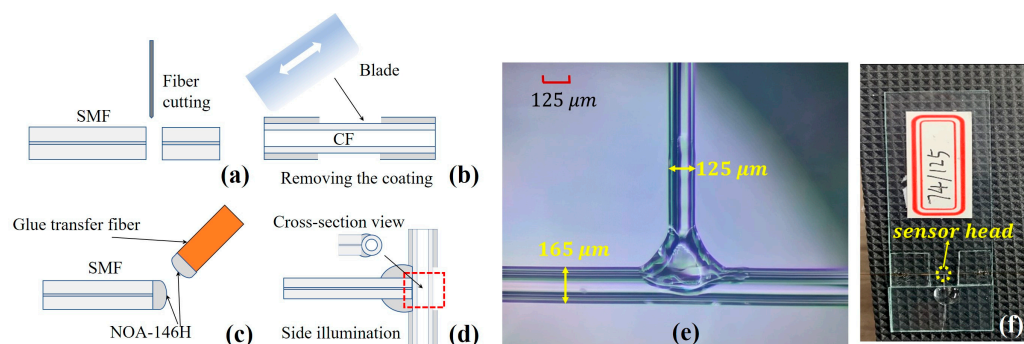 Fiber
cutting
SMF
(a)
Blade
CF
Removing the coating
(b)
Glue transfer fiber
SMF
NOA-146H
(c)
Cross-section view
Side illumination
(d)
125 μm
125 μm
165 μm
(e)
74/125
sensor head
(f)